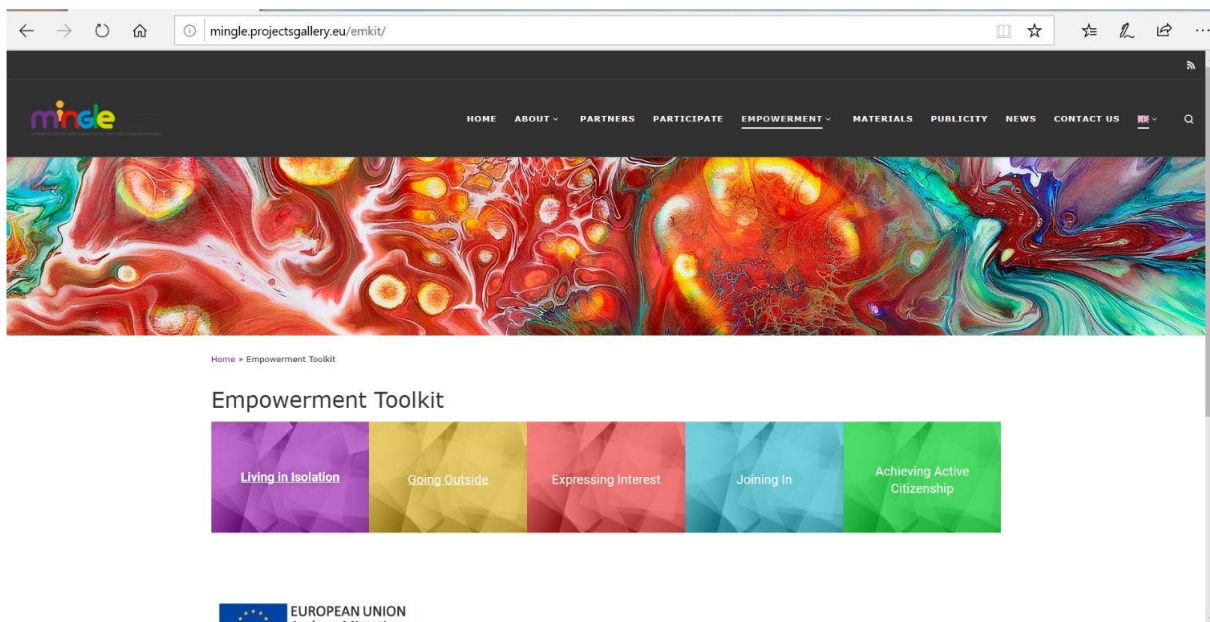 mingle.projectsgallery.eu/emkit/
mingle
HOME ABOUT PARTNERS PARTICIPATE EMPOWERMENT MATERIALS PUBLICITY NEWS CONTACT US
Home » Empowerment Toolkit
Empowerment Toolkit
Living in Isolation
Going Outside
Expressing Interest
Joining In
Achieving Active
Citizenship
EUROPEAN UNION